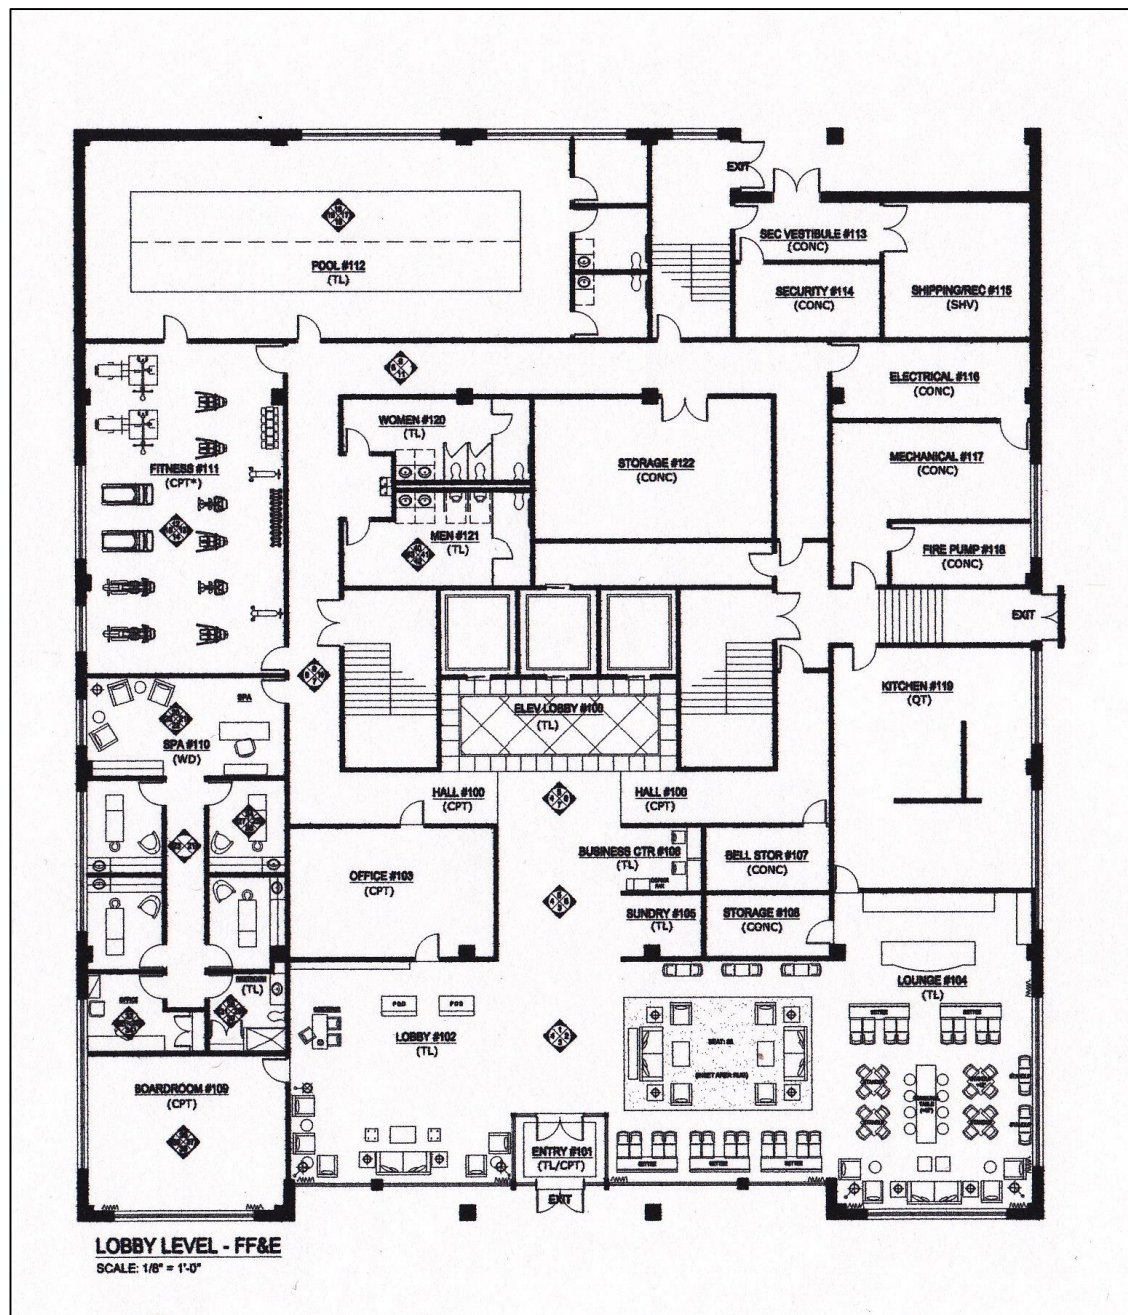 EXIT
SEC VESTIBULE #113
(CONC)
POOL #112
(TL)
SECURITY #114
(CONC)
SHIPPING/REC #115
(SHV)
ELECTRICAL #116
(CONC)
WOMEN #120
(TL)
STORAGE #122
(CONC)
MECHANICAL #117
(CONC)
FITNESS #111
(CPT*)
MEN #121
(TL)
FIRE PUMP #118
(CONC)
EXIT
KITCHEN #119
(QT)
SPA
ELEV LOBBY #100
(TL)
SPA #110
(WD)
HALL #100
(CPT)
HALL #100
(CPT)
BUSINESS CTR #106
(TL)
BELL STOR #107
(CONC)
OFFICE #103
(CPT)
SUNDRY #105
(TL)
STORAGE #108
(CONC)
(TL)
OFFICE
LOUNGE #104
(TL)
LOBBY #102
(TL)
BOARDROOM #109
(CPT)
ENTRY #101
(TL/CPT)
EXIT
LOBBY LEVEL - FF&E
SCALE: 1/8" = 1'-0"